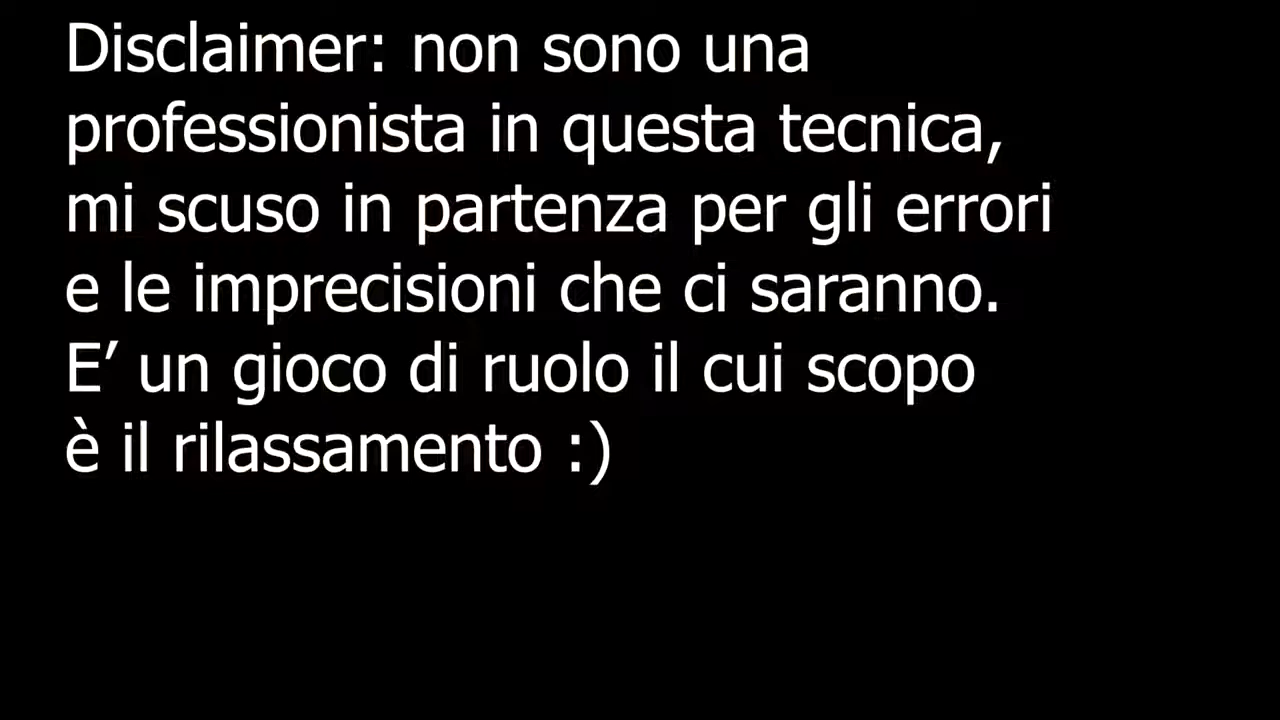 Disclaimer: non sono una
professionista in questa tecnica,
mi scuso in partenza per gli errori
e le imprecisioni che ci saranno.
E’ un gioco di ruolo il cui scopo
è il rilassamento :)